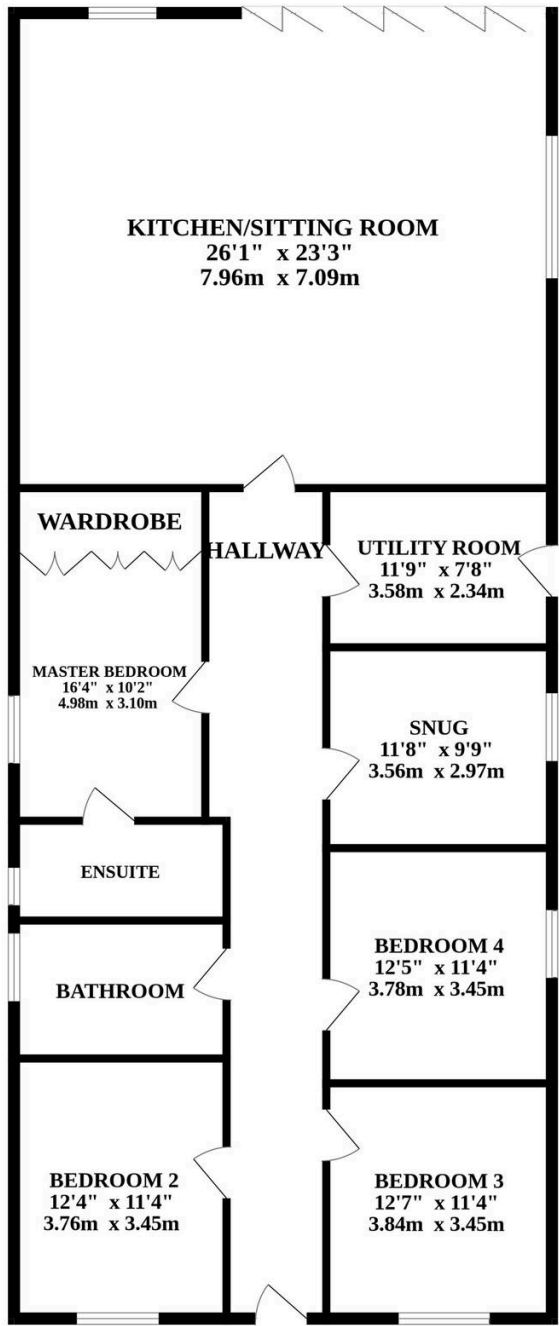 KITCHEN/SITTING ROOM
26'1" x 23'3"
7.96m x 7.09m
WARDROBE
HALLWAY
UTILITY ROOM
11'9" x 7'8"
3.58m x 2.34m
MASTER BEDROOM
16'4" x 10'2"
4.98m x 3.10m
SNUG
11'8" x 9'9"
3.56m x 2.97m
ENSUITE
BEDROOM 4
12'5" x 11'4"
3.78m x 3.45m
BATHROOM
BEDROOM 2
12'4" x 11'4"
3.76m x 3.45m
BEDROOM 3
12'7" x 11'4"
3.84m x 3.45m